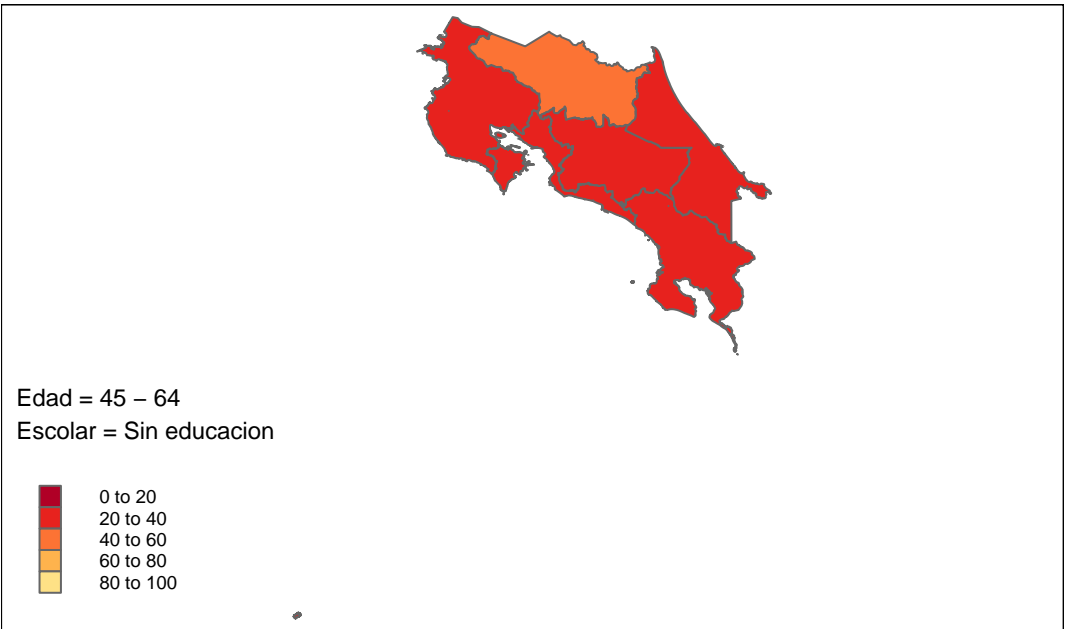 Edad = 45 − 64
Escolar = Sin educacion
0 to 20
20 to 40
40 to 60
60 to 80
80 to 100